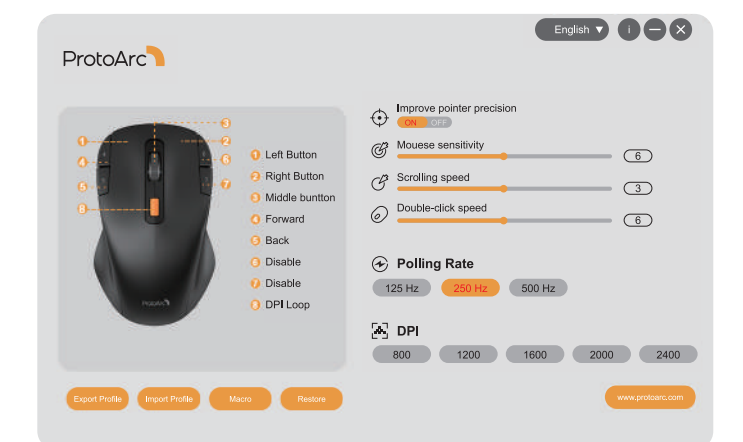 English ▼ i
ProtoArc
Improve pointer precision
ON OFF
Mouese sensitivity
6
Scrolling speed
3
Double-click speed
6
Polling Rate
125 Hz 250 Hz 500 Hz
DPI
800 1200 1600 2000 2400
1 2 3 4 5 6 7 8
ProtoArc
1 Left Button
2 Right Button
3 Middle buntton
4 Forward
5 Back
6 Disable
7 Disable
8 DPI Loop
Export Profile Import Profile Macro Restore
www.protoarc.com